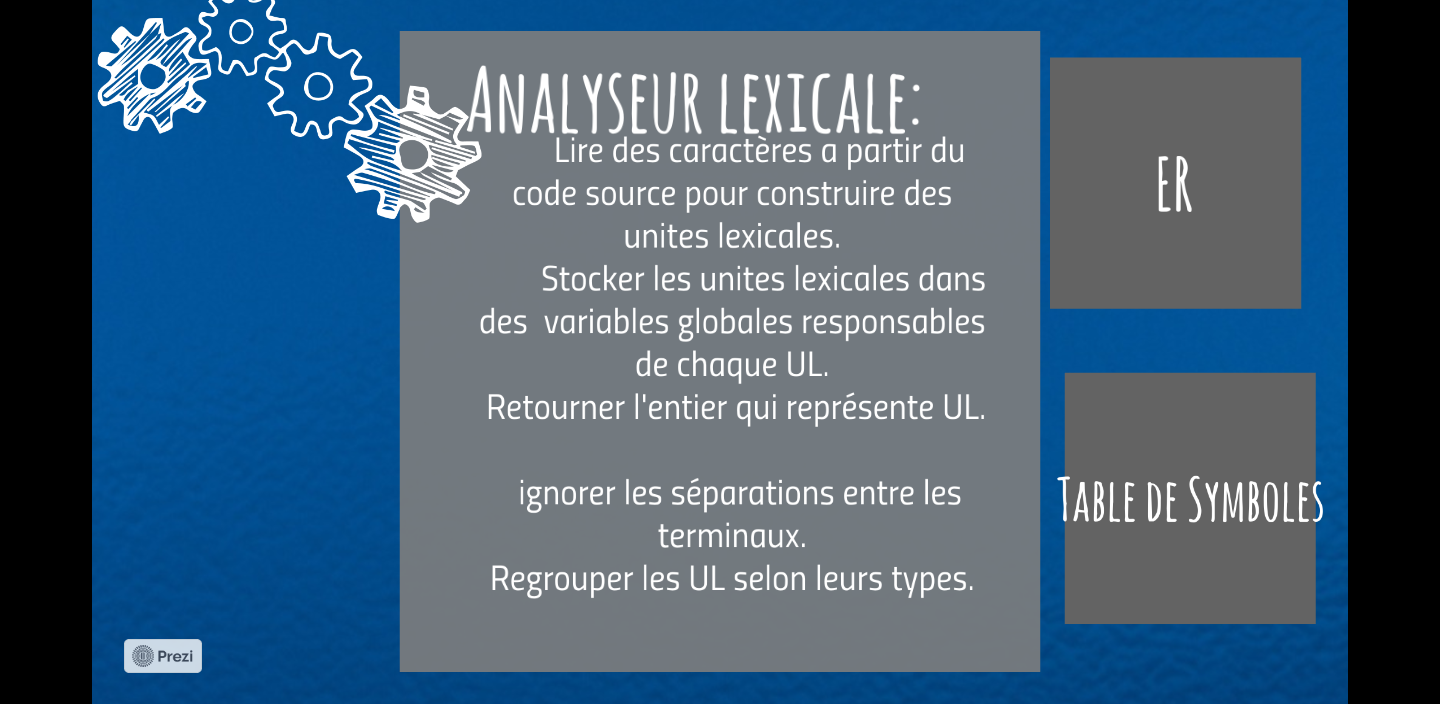 Analyseur lexicale:
Lire des caractères a partir du
code source pour construire des
unites lexicales.
Stocker les unites lexicales dans
des variables globales responsables
de chaque UL.
Retourner l'entier qui représente UL.
ignorer les séparations entre les
terminaux.
Regrouper les UL selon leurs types.
ER
Table de Symboles
Prezi